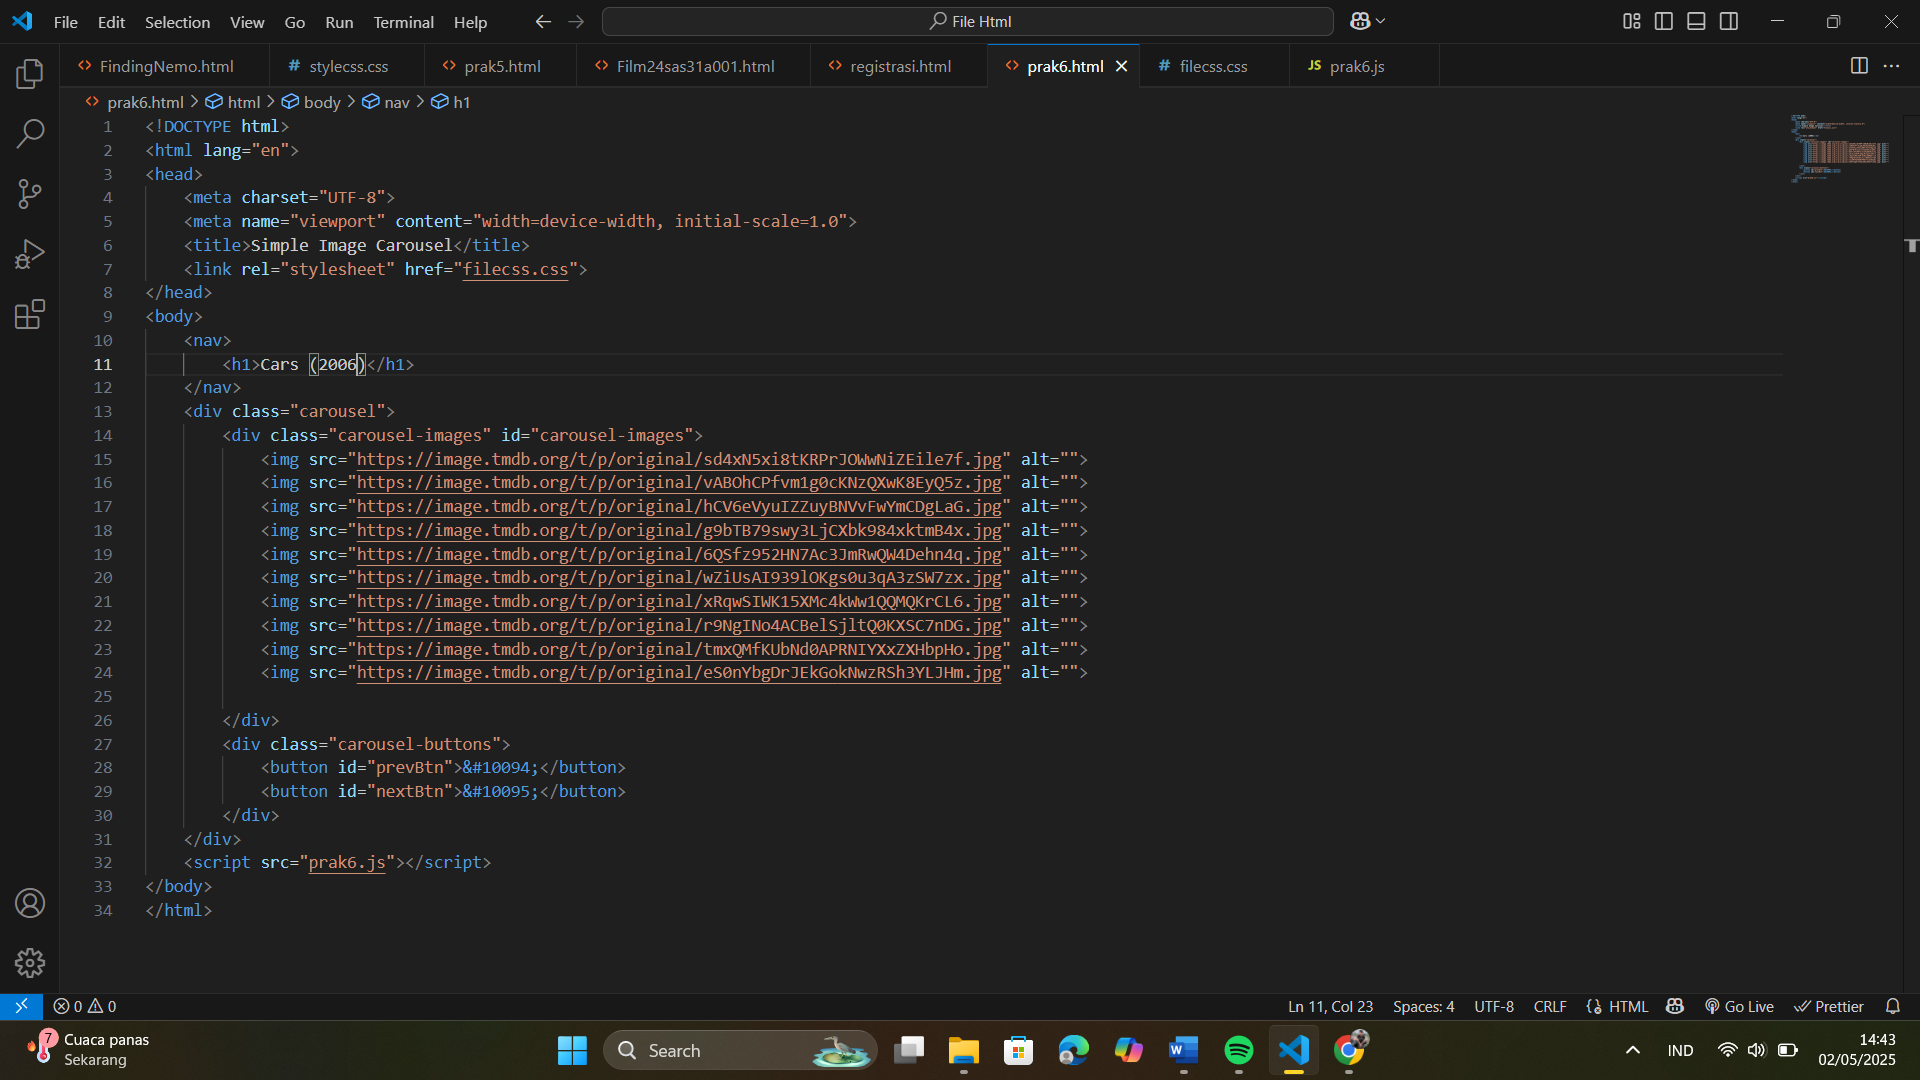 File Edit Selection View Go Run Terminal Help
File Html
FindingNemo.html
# stylecss.css
prak5.html
Film24sas31a001.html
registrasi.html
prak6.html
# filecss.css
JS prak6.js
prak6.html > html > body > nav > h1
1 <!DOCTYPE html>
2 <html lang="en">
3 <head>
4 <meta charset="UTF-8">
5 <meta name="viewport" content="width=device-width, initial-scale=1.0">
6 <title>Simple Image Carousel</title>
7 <link rel="stylesheet" href="filecss.css">
8 </head>
9 <body>
10 <nav>
11 <h1>Cars (2006)</h1>
12 </nav>
13 <div class="carousel">
14 <div class="carousel-images" id="carousel-images">
15 <img src="https://image.tmdb.org/t/p/original/sd4xN5xi8tKRPrJOWwNiZEile7f.jpg" alt="">
16 <img src="https://image.tmdb.org/t/p/original/vABOhCPfvm1g0cKNzQXwK8EyQ5z.jpg" alt="">
17 <img src="https://image.tmdb.org/t/p/original/hCV6eVyuIZZuyBNVvFwYmCDgLaG.jpg" alt="">
18 <img src="https://image.tmdb.org/t/p/original/g9bTB79swy3LjCXbk984xktmB4x.jpg" alt="">
19 <img src="https://image.tmdb.org/t/p/original/6QSfz952HN7Ac3JmRwQW4Dehn4q.jpg" alt="">
20 <img src="https://image.tmdb.org/t/p/original/wZiUsAI939lOKgs0u3qA3zSW7zx.jpg" alt="">
21 <img src="https://image.tmdb.org/t/p/original/xRqwSIWK15XMc4kWw1QQMQKrCL6.jpg" alt="">
22 <img src="https://image.tmdb.org/t/p/original/r9NgINo4ACBelSjltQ0KXSC7nDG.jpg" alt="">
23 <img src="https://image.tmdb.org/t/p/original/tmxQMfKUbNd0APRNIYXxZXHbpHo.jpg" alt="">
24 <img src="https://image.tmdb.org/t/p/original/eS0nYbgDrJEkGokNwzRSh3YLJHm.jpg" alt="">
25
26 </div>
27 <div class="carousel-buttons">
28 <button id="prevBtn">&#10094;</button>
29 <button id="nextBtn">&#10095;</button>
30 </div>
31 </div>
32 <script src="prak6.js"></script>
33 </body>
34 </html>
0 0
Ln 11, Col 23
Spaces: 4
UTF-8
CRLF
HTML
Go Live
Prettier
7
Cuaca panas
Sekarang
Search
IND
14:43
02/05/2025